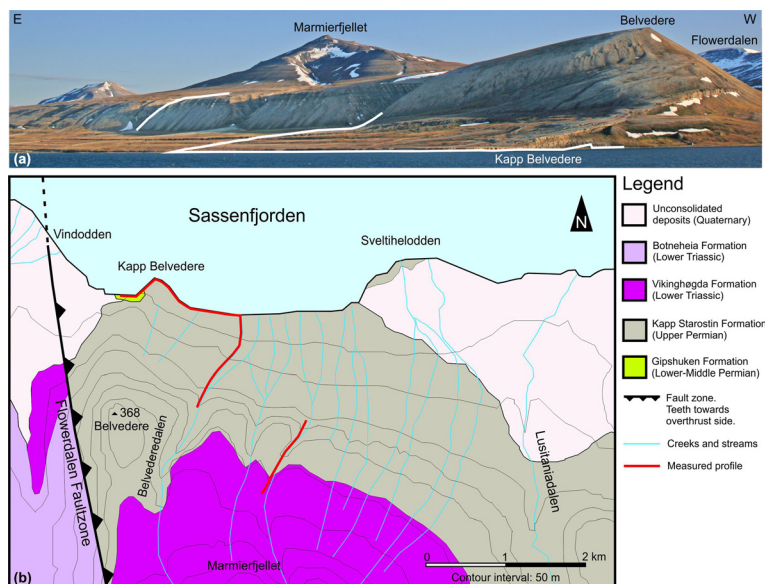 E
Marmierfjellet
Belvedere
W
Flowerdalen
(a)
Kapp Belvedere
Sassenfjorden
N
Vindodden
Sveltihelodden
Kapp Belvedere
368
Belvedere
Belvederedalen
Flowerdalen Faultzone
Lusitaniadalen
Marmierfjellet
0 1 2 km
Contour interval: 50 m
(b)
Legend
Unconsolidated
deposits (Quaternary)
Botneheia Formation
(Lower Triassic)
Vikinghøgda Formation
(Lower Triassic)
Kapp Starostin Formation
(Upper Permian)
Gipshuken Formation
(Lower-Middle Permian)
Fault zone.
Teeth towards
overthrust side.
Creeks and streams
Measured profile